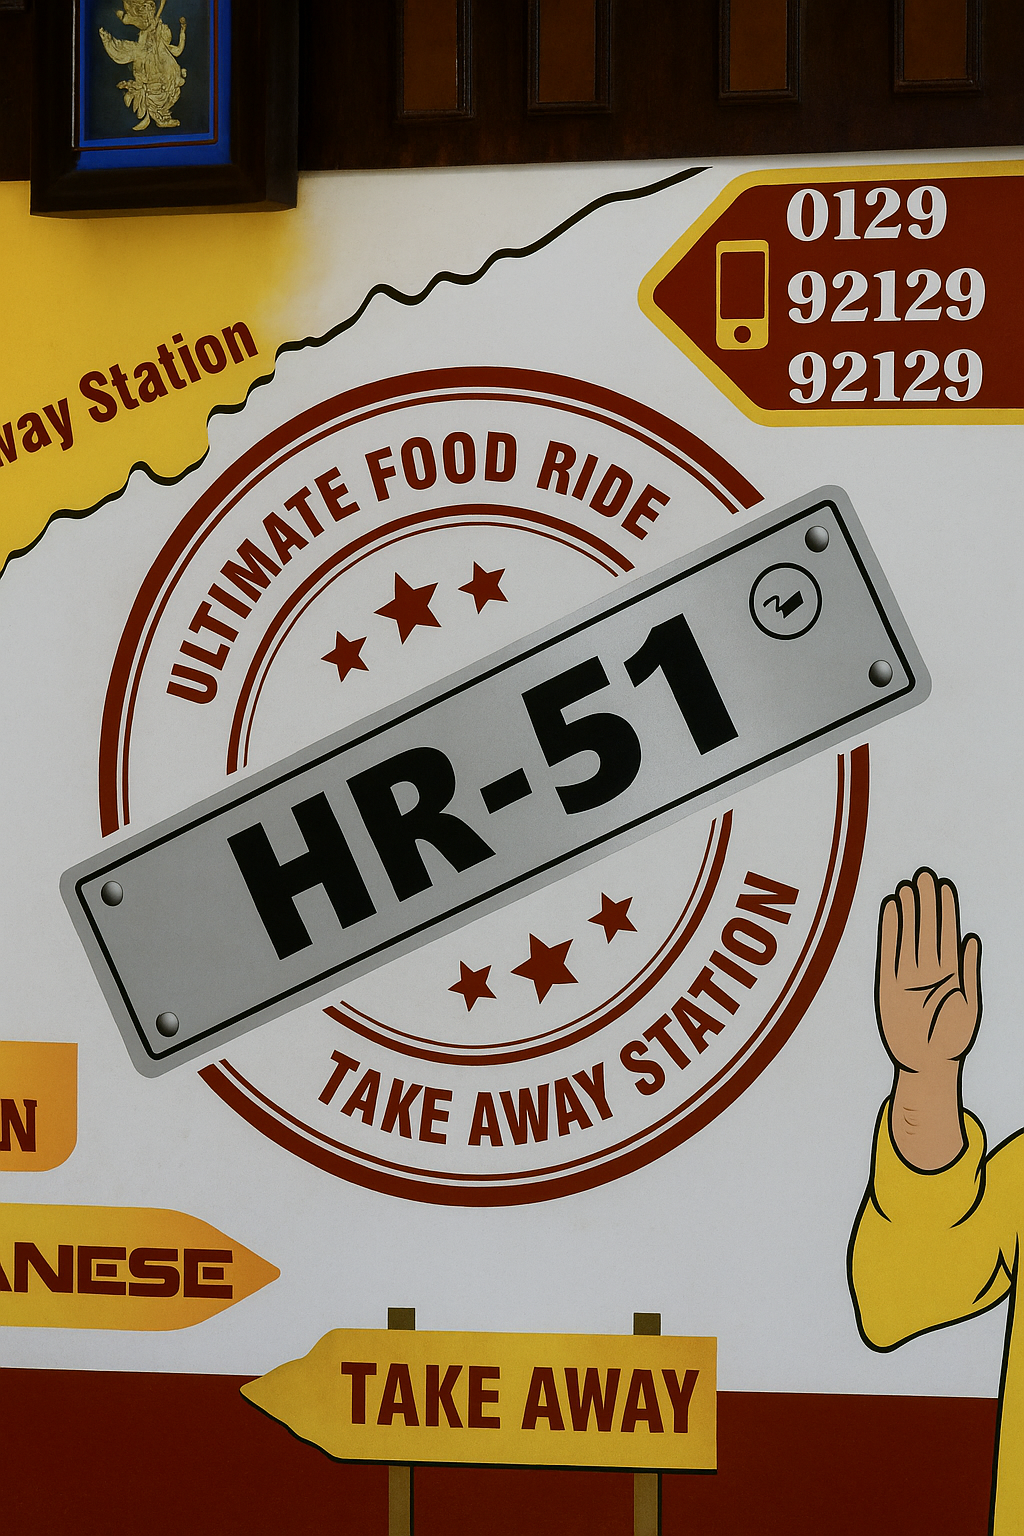 0129
92129
92129
way Station
ULTIMATE FOOD RIDE
HR-51
TAKE AWAY STATION
N
ANESE
TAKE AWAY